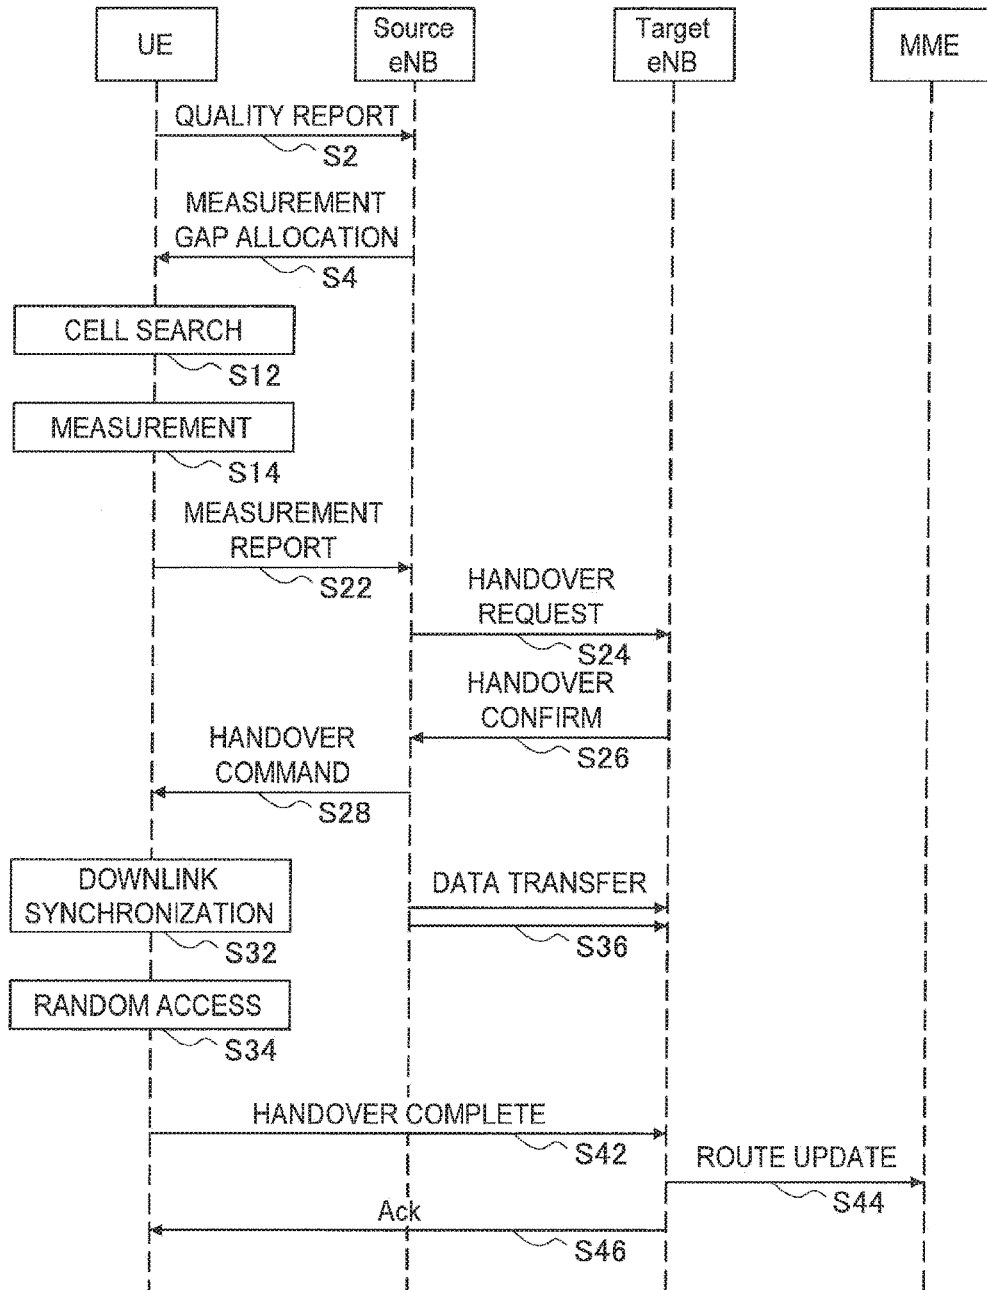 UE
Source
eNB
Target
eNB
MME
QUALITY REPORT
S2
MEASUREMENT
GAP ALLOCATION
S4
CELL SEARCH
S12
MEASUREMENT
S14
MEASUREMENT
REPORT
S22
HANDOVER
REQUEST
S24
HANDOVER
CONFIRM
S26
HANDOVER
COMMAND
S28
DOWNLINK
SYNCHRONIZATION
S32
DATA TRANSFER
S36
RANDOM ACCESS
S34
HANDOVER COMPLETE
S42
ROUTE UPDATE
S44
Ack
S46